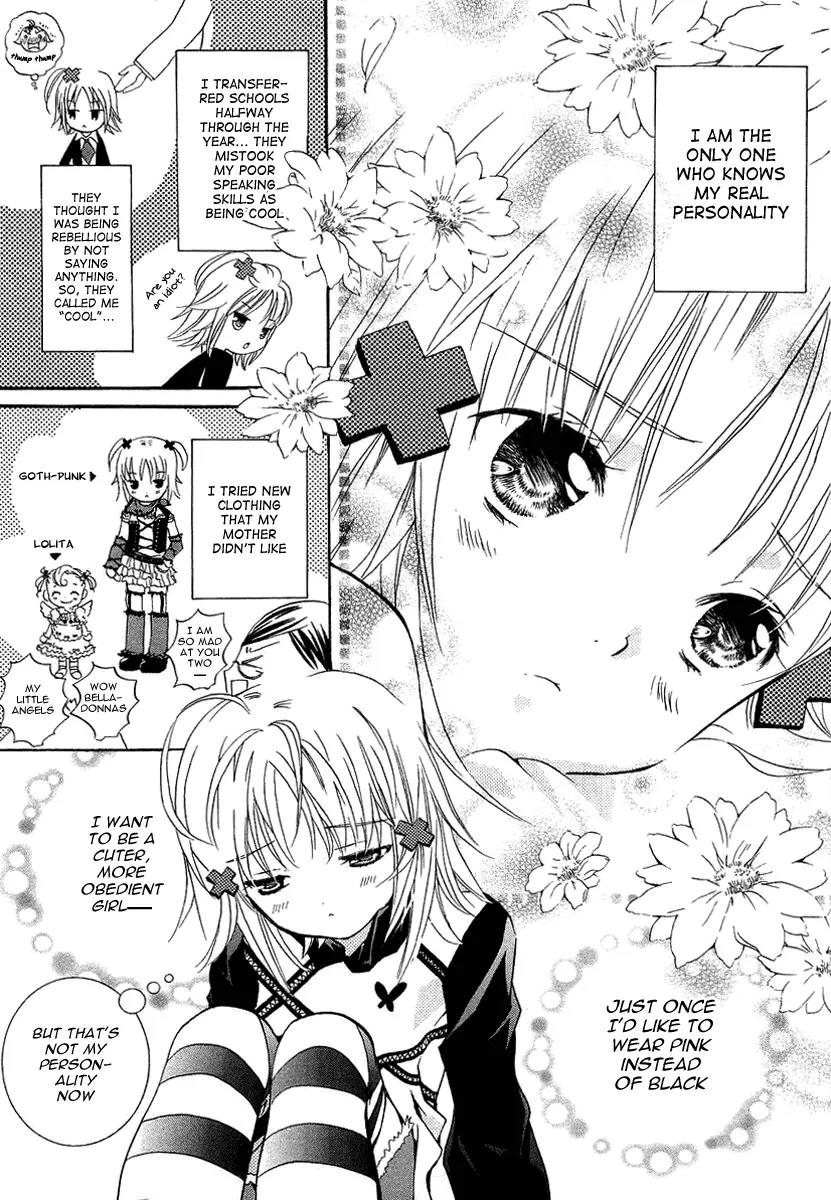 I AM THE
ONLY ONE
WHO KNOWS
MY REAL
PERSONALITY
I TRANSFER-
RED SCHOOLS
HALFWAY
THROUGH THE
YEAR... THEY
MISTOOK
MY POOR
SPEAKING
SKILLS AS
BEING COOL
thump thump
THEY
THOUGHT I
WAS BEING
REBELLIOUS
BY NOT
SAYING
ANYTHING.
SO, THEY
CALLED ME
"COOL"...
Are you
an idiot?
I TRIED NEW
CLOTHING
THAT MY
MOTHER
DIDN'T LIKE
GOTH-PUNK
LOLITA
I AM
SO MAD
AT YOU
TWO
—
WOW
BELLA-
DONNAS
MY
LITTLE
ANGELS
I WANT
TO BE A
CUTER,
MORE
OBEDIENT
GIRL—
JUST ONCE
I'D LIKE TO
WEAR PINK
INSTEAD
OF BLACK
BUT THAT'S
NOT MY
PERSON-
ALITY
NOW